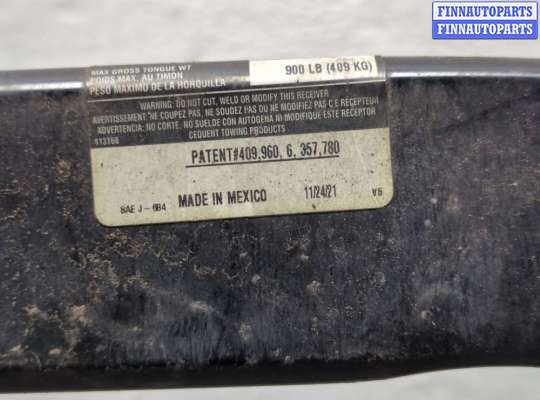 FINNAUTOPARTS
FINNAUTOPARTS
FINNAUTOPARTS
MAX GROSS TONGUE WT
POIDS MAX. AU TIMON
PESO MAXIMO DE LA HORQUILLA
900 LB (409 KG)
WARNING: DO NOT CUT, WELD OR MODIFY THIS RECEIVER
AVERTISSEMENT: NE COUPEZ PAS, NE SOUDEZ PAS OU NE MODIFIEZ PAS CE RECEPTEUR
ADVERTENCIA: NO CORTE, NO SUELDE CON AUTOGENA NI MODIFIQUE ESTE RECEPTOR
CEQUENT TOWING PRODUCTS
113168
PATENT#409,960, 6, 357,780
SAE J-684 MADE IN MEXICO 11/24/21